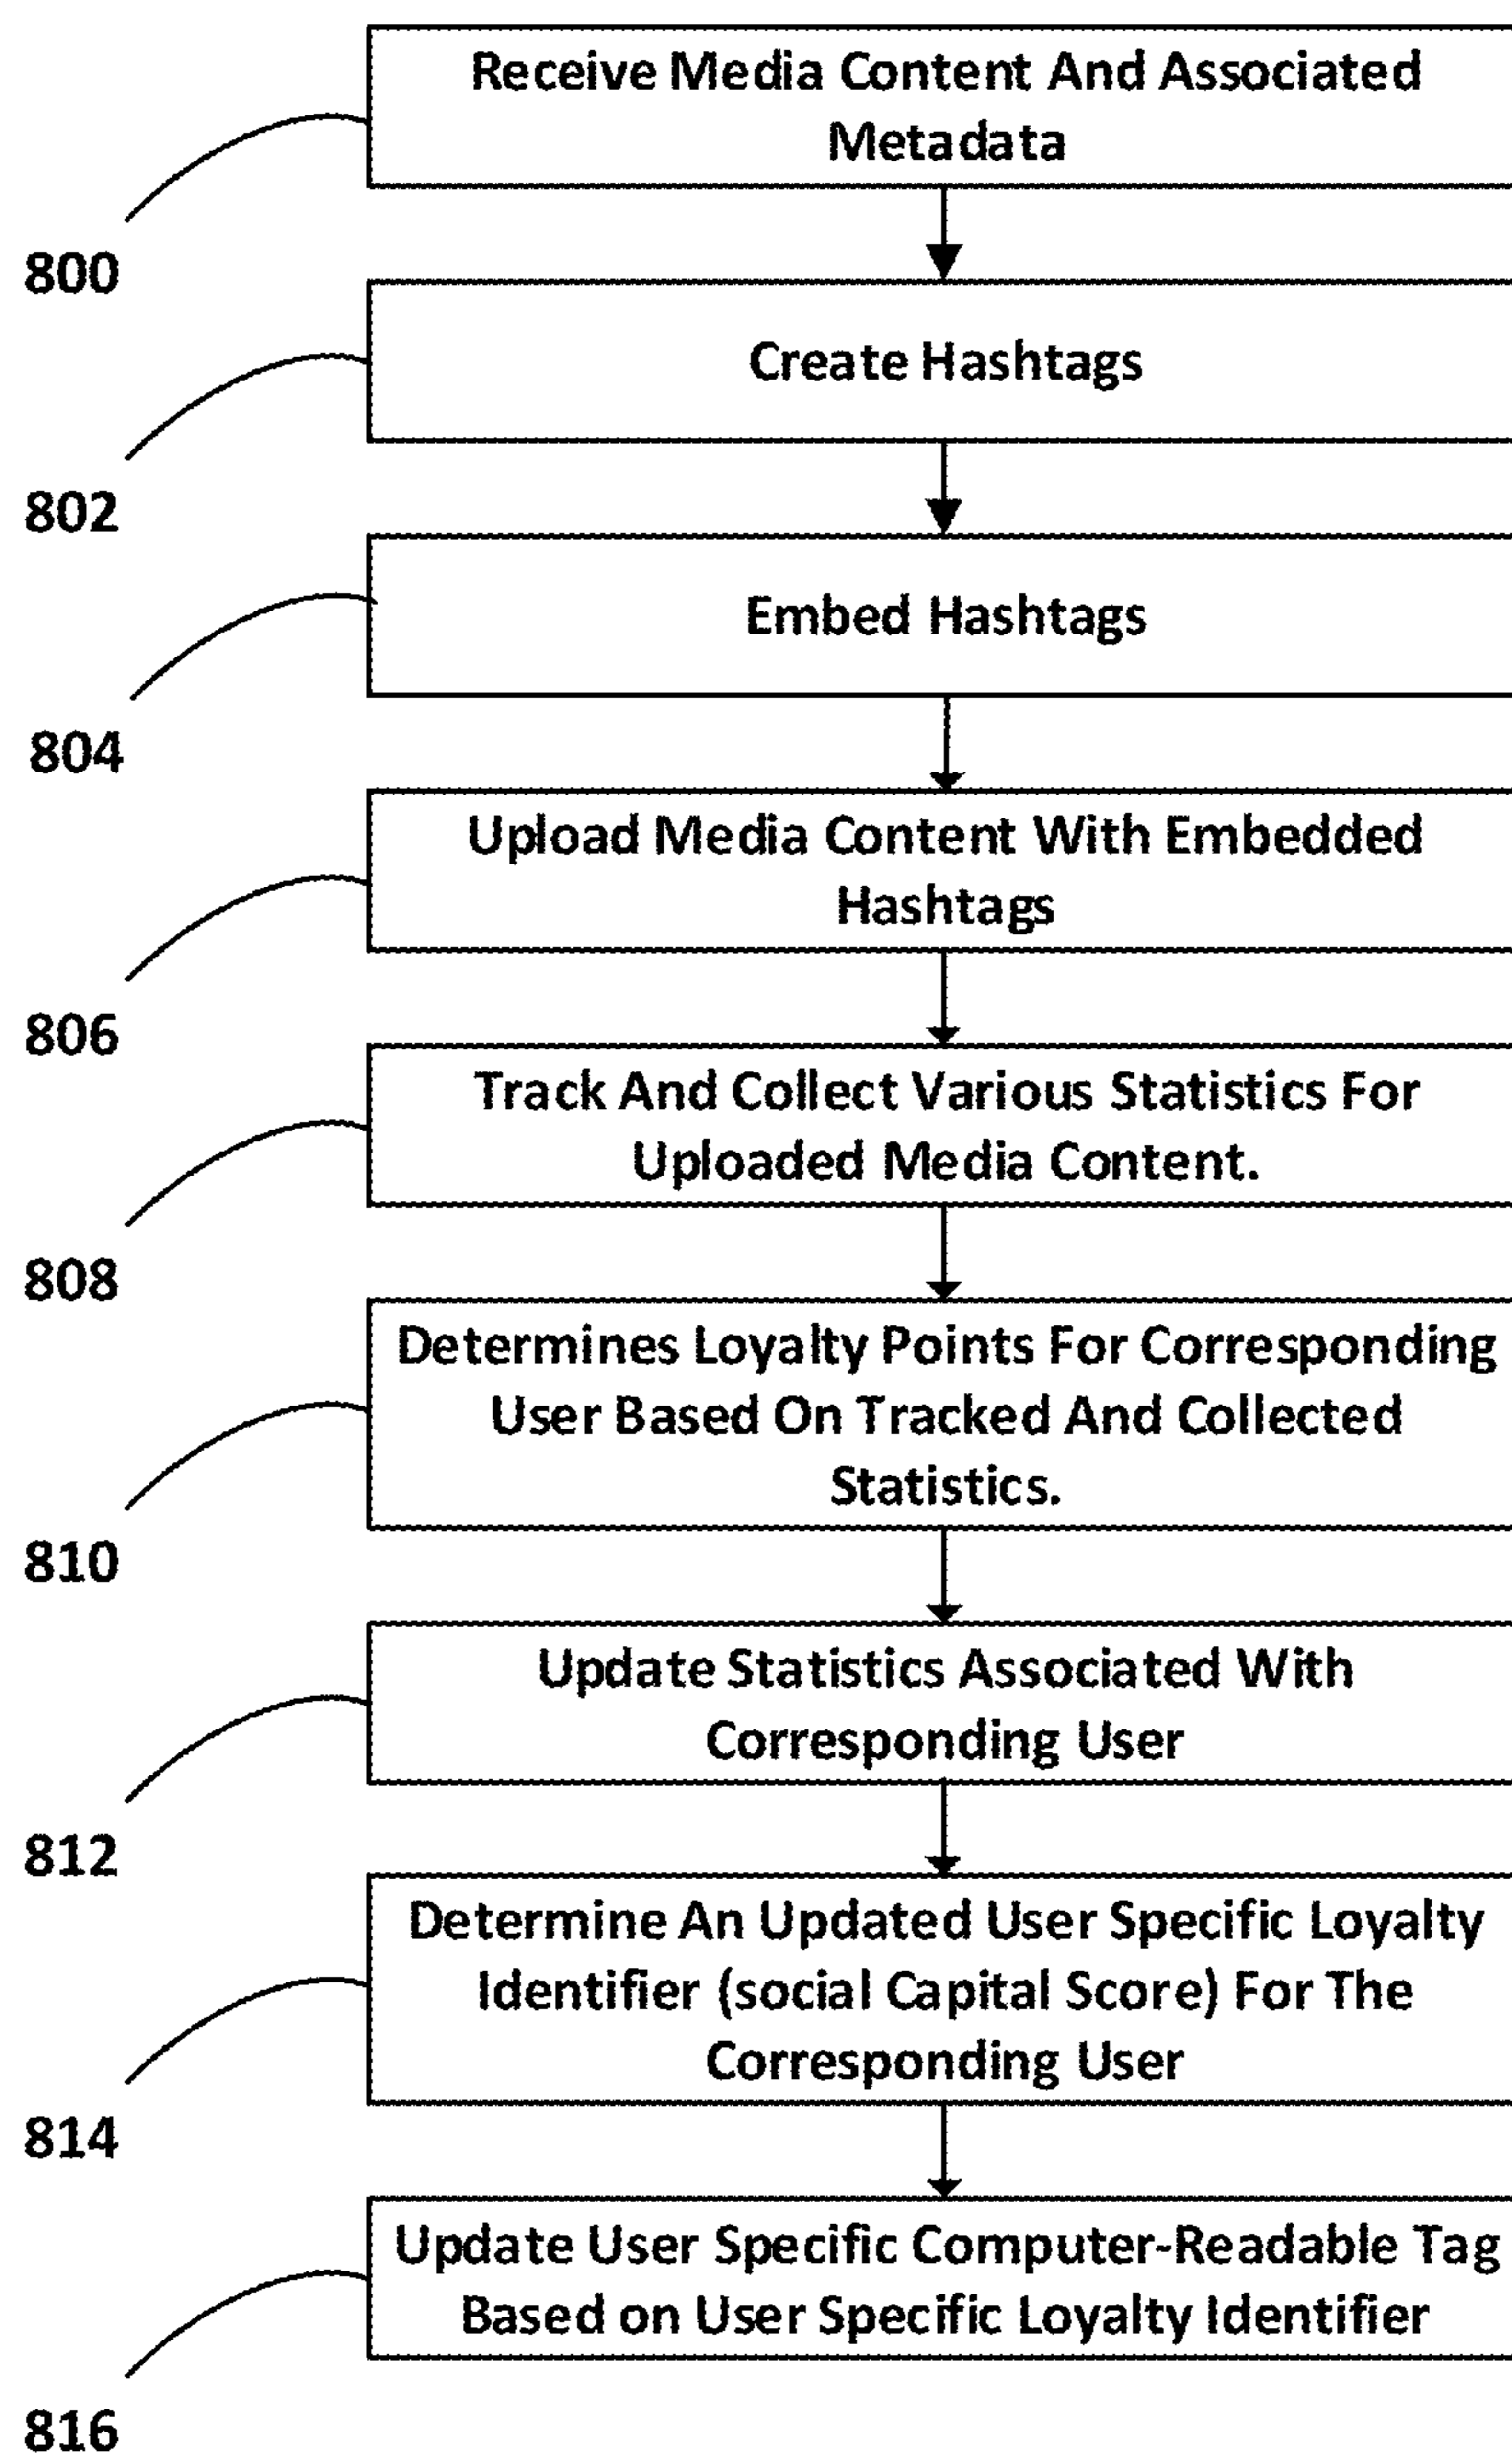 Receive Media Content And Associated
Metadata
800
Create Hashtags
802
Embed Hashtags
804
Upload Media Content With Embedded
Hashtags
806
Track And Collect Various Statistics For
Uploaded Media Content.
808
Determines Loyalty Points For Corresponding
User Based On Tracked And Collected
Statistics.
810
Update Statistics Associated With
Corresponding User
812
Determine An Updated User Specific Loyalty
Identifier (social Capital Score) For The
Corresponding User
814
Update User Specific Computer-Readable Tag
Based on User Specific Loyalty Identifier
816